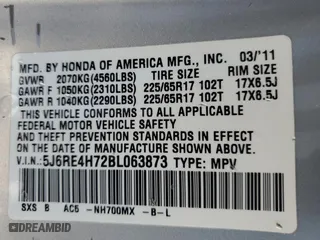 MFD. BY HONDA OF AMERICA MFG., INC. 03/'11
GVWR 2070KG(4560LBS) TIRE SIZE RIM SIZE
GAWR F 1050KG(2310LBS) 225/65R17 102T 17X6.5J
GAWR R 1040KG(2290LBS) 225/65R17 102T 17X6.5J
THIS VEHICLE CONFORMS TO ALL APPLICABLE
FEDERAL MOTOR VEHICLE SAFETY AND THEFT
PREVENTION STANDARDS IN EFFECT
ON THE DATE OF MANUFACTURE SHOWN ABOVE.
V.I.N.: 5J6RE4H72BL063873 TYPE: MPV
SXS B AC5 -NH700MX -B-L
DREAMBID